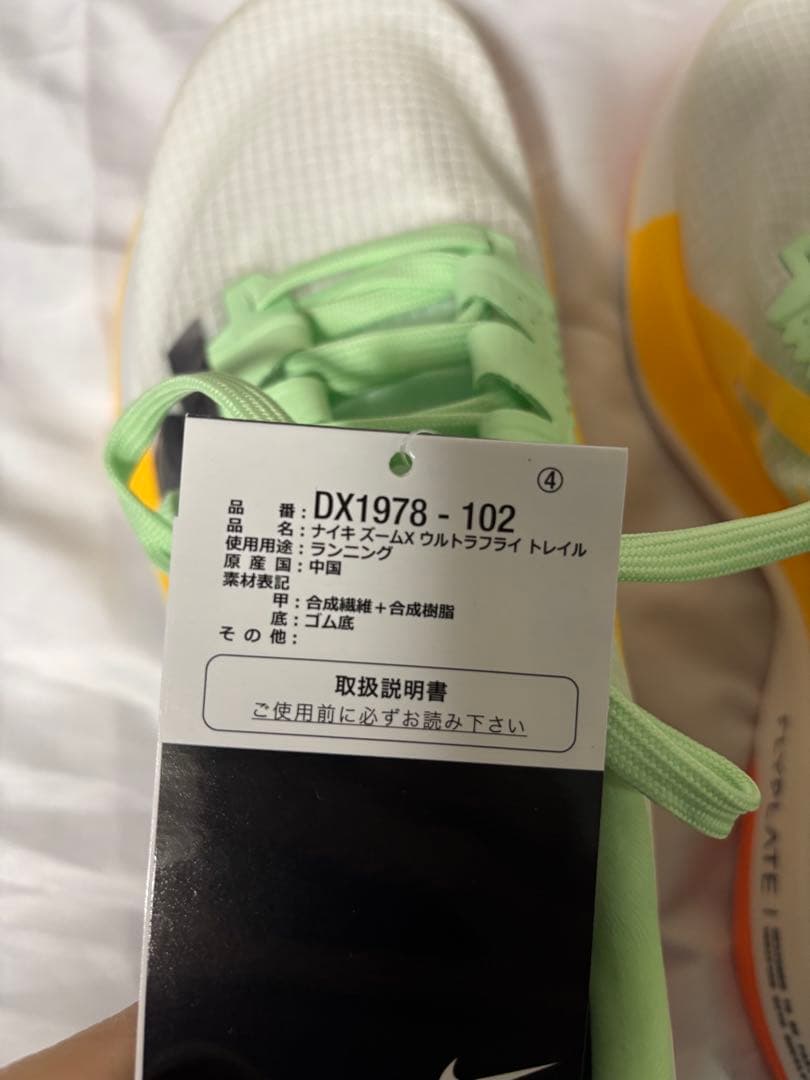 ④
品　番：DX1978 - 102
品　名：ナイキ ズームX ウルトラフライ トレイル
使用用途：ランニング
原 産 国：中国
素材表記
甲：合成繊維＋合成樹脂
底：ゴム底
そ の 他：
取扱説明書
ご使用前に必ずお読み下さい
FLYPLATE |